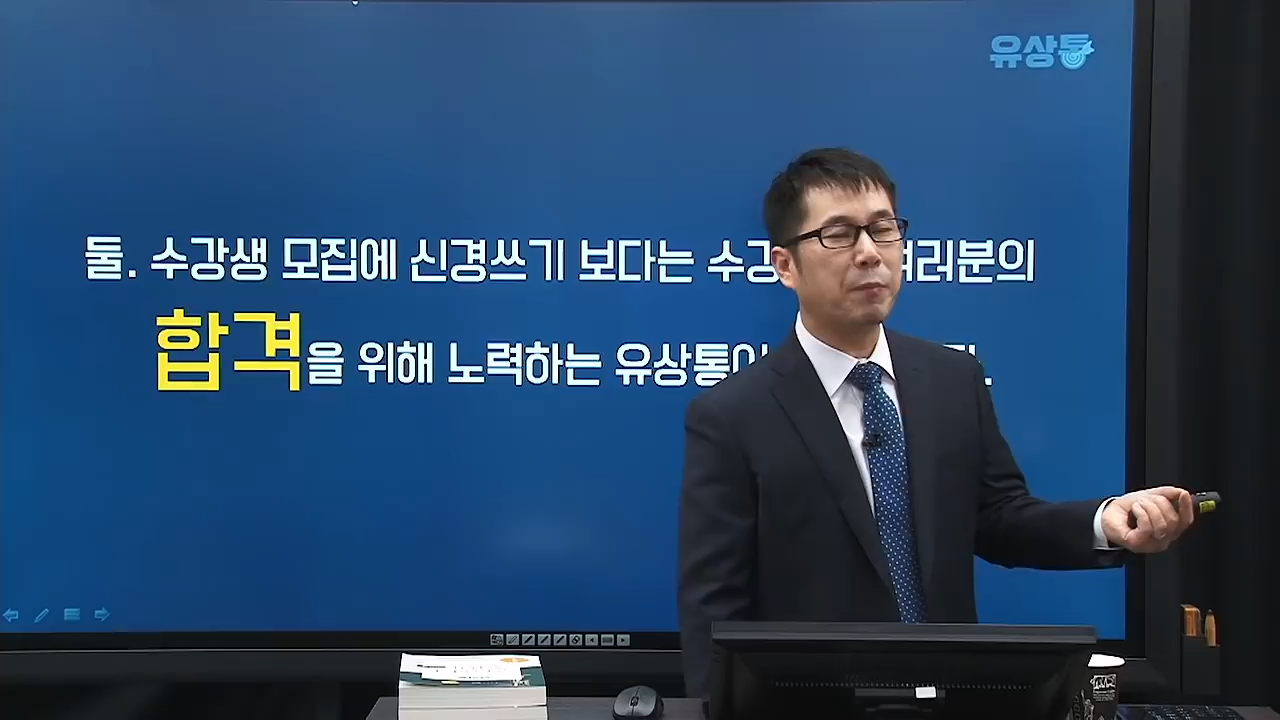 유상통
둘. 수강생 모집에 신경쓰기 보다는 수강 여러분의
합격을 위해 노력하는 유상통이